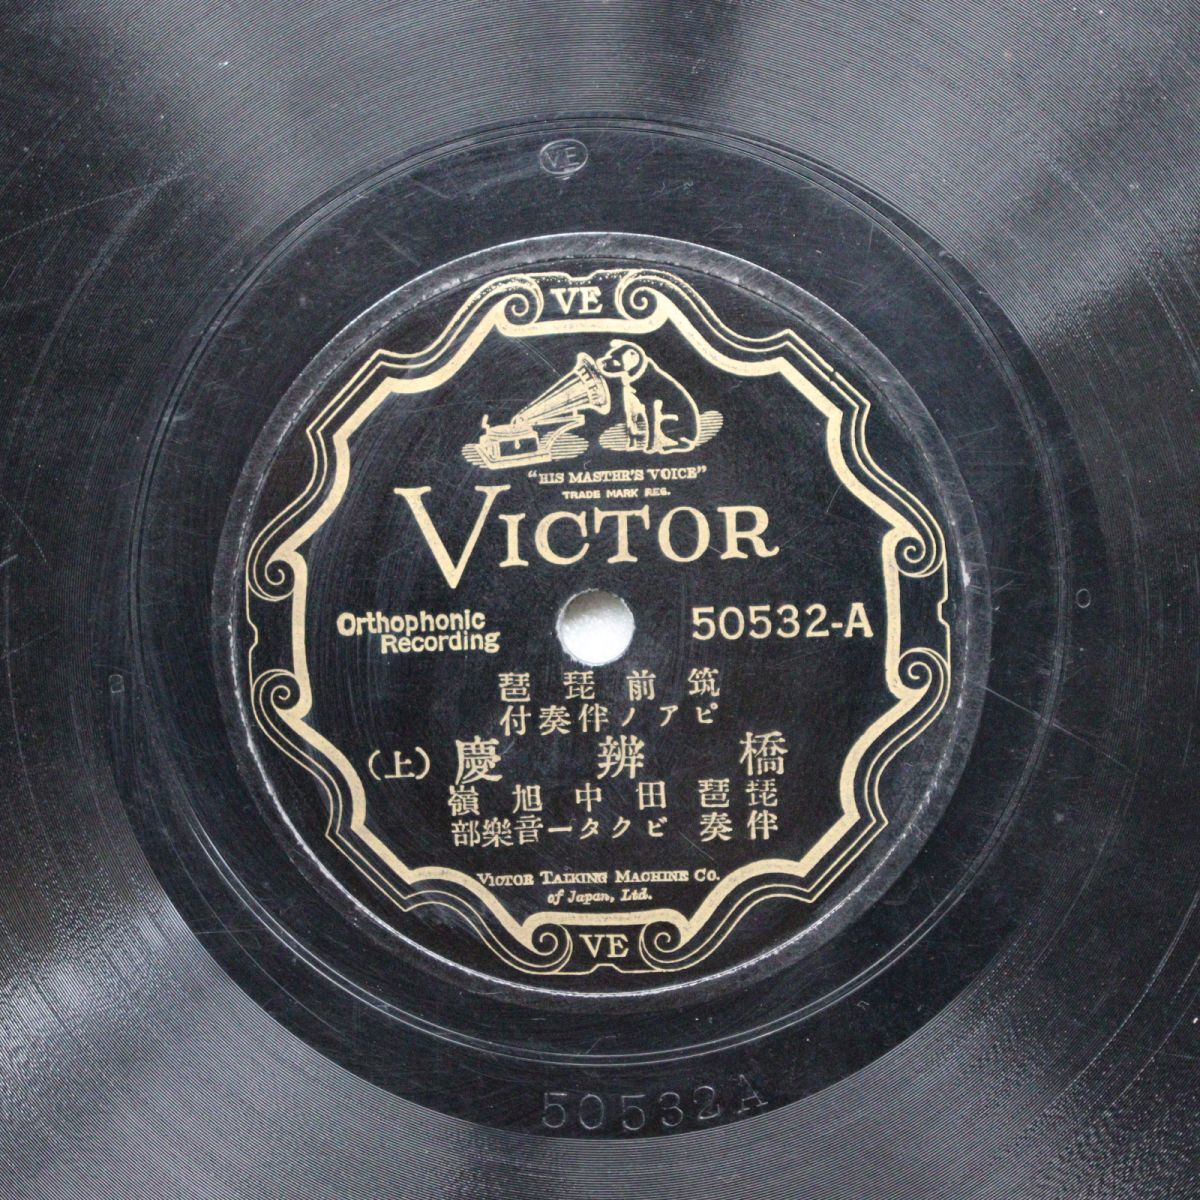 VE
VE
"HIS MASTER'S VOICE"
TRADE MARK REG.
VICTOR
Orthophonic
Recording
50532-A
筑前琵琶
ピアノ伴奏付
橋辨慶(上)
琵琶 田中旭嶺
伴奏 ビクター音樂部
VICTOR TALKING MACHINE CO.
of Japan, Ltd.
VE
50532A